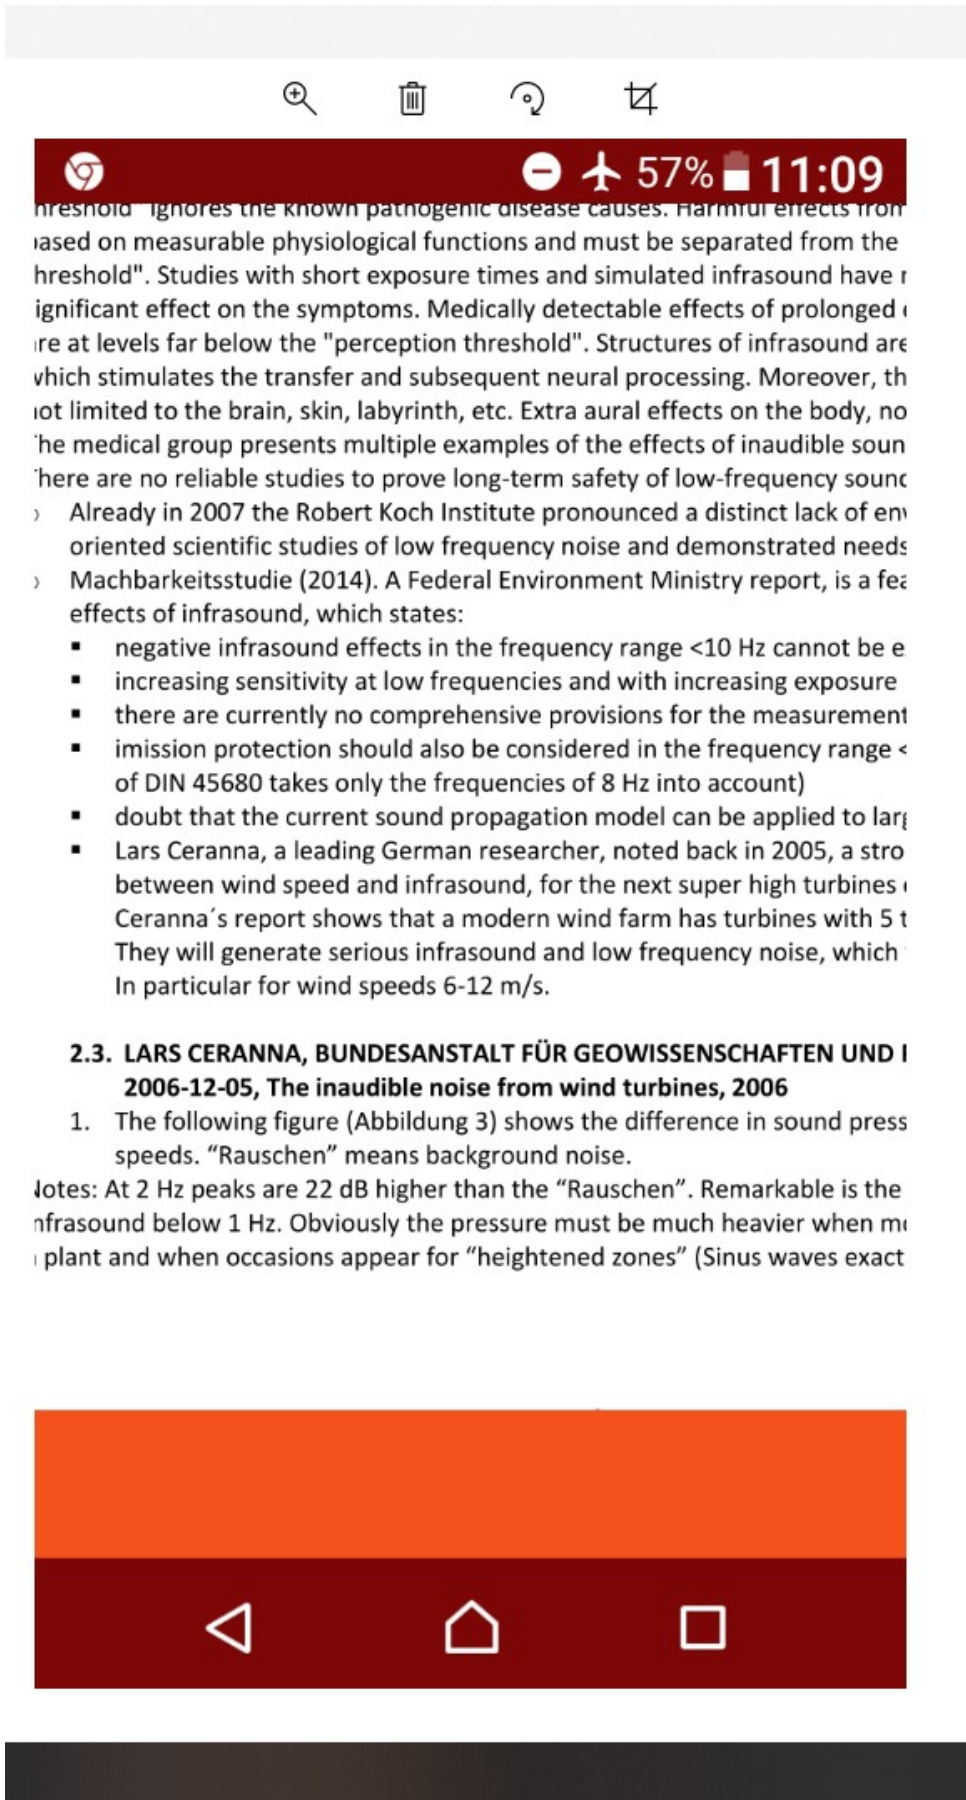 57% 11:09
threshold" ignores the known pathogenic disease causes. Harmful effects
based on measurable physiological functions and must be separated from the
hreshold". Studies with short exposure times and simulated infrasound have
ignificant effect on the symptoms. Medically detectable effects of prolonged
re at levels far below the "perception threshold". Structures of infrasound are
which stimulates the transfer and subsequent neural processing. Moreover, th
not limited to the brain, skin, labyrinth, etc. Extra aural effects on the body, no
The medical group presents multiple examples of the effects of inaudible soun
There are no reliable studies to prove long-term safety of low-frequency sound
Already in 2007 the Robert Koch Institute pronounced a distinct lack of env
oriented scientific studies of low frequency noise and demonstrated needs
Machbarkeitsstudie (2014). A Federal Environment Ministry report, is a fea
effects of infrasound, which states:
▪ negative infrasound effects in the frequency range <10 Hz cannot be e
▪ increasing sensitivity at low frequencies and with increasing exposure
▪ there are currently no comprehensive provisions for the measurement
▪ imission protection should also be considered in the frequency range <
of DIN 45680 takes only the frequencies of 8 Hz into account)
▪ doubt that the current sound propagation model can be applied to larg
▪ Lars Ceranna, a leading German researcher, noted back in 2005, a stro
between wind speed and infrasound, for the next super high turbines
Ceranna´s report shows that a modern wind farm has turbines with 5 t
They will generate serious infrasound and low frequency noise, which
In particular for wind speeds 6-12 m/s.
2.3. LARS CERANNA, BUNDESANSTALT FÜR GEOWISSENSCHAFTEN UND
2006-12-05, The inaudible noise from wind turbines, 2006
1. The following figure (Abbildung 3) shows the difference in sound press
speeds. “Rauschen” means background noise.
Notes: At 2 Hz peaks are 22 dB higher than the “Rauschen”. Remarkable is the
nfrasound below 1 Hz. Obviously the pressure must be much heavier when
plant and when occasions appear for “heightened zones” (Sinus waves exact